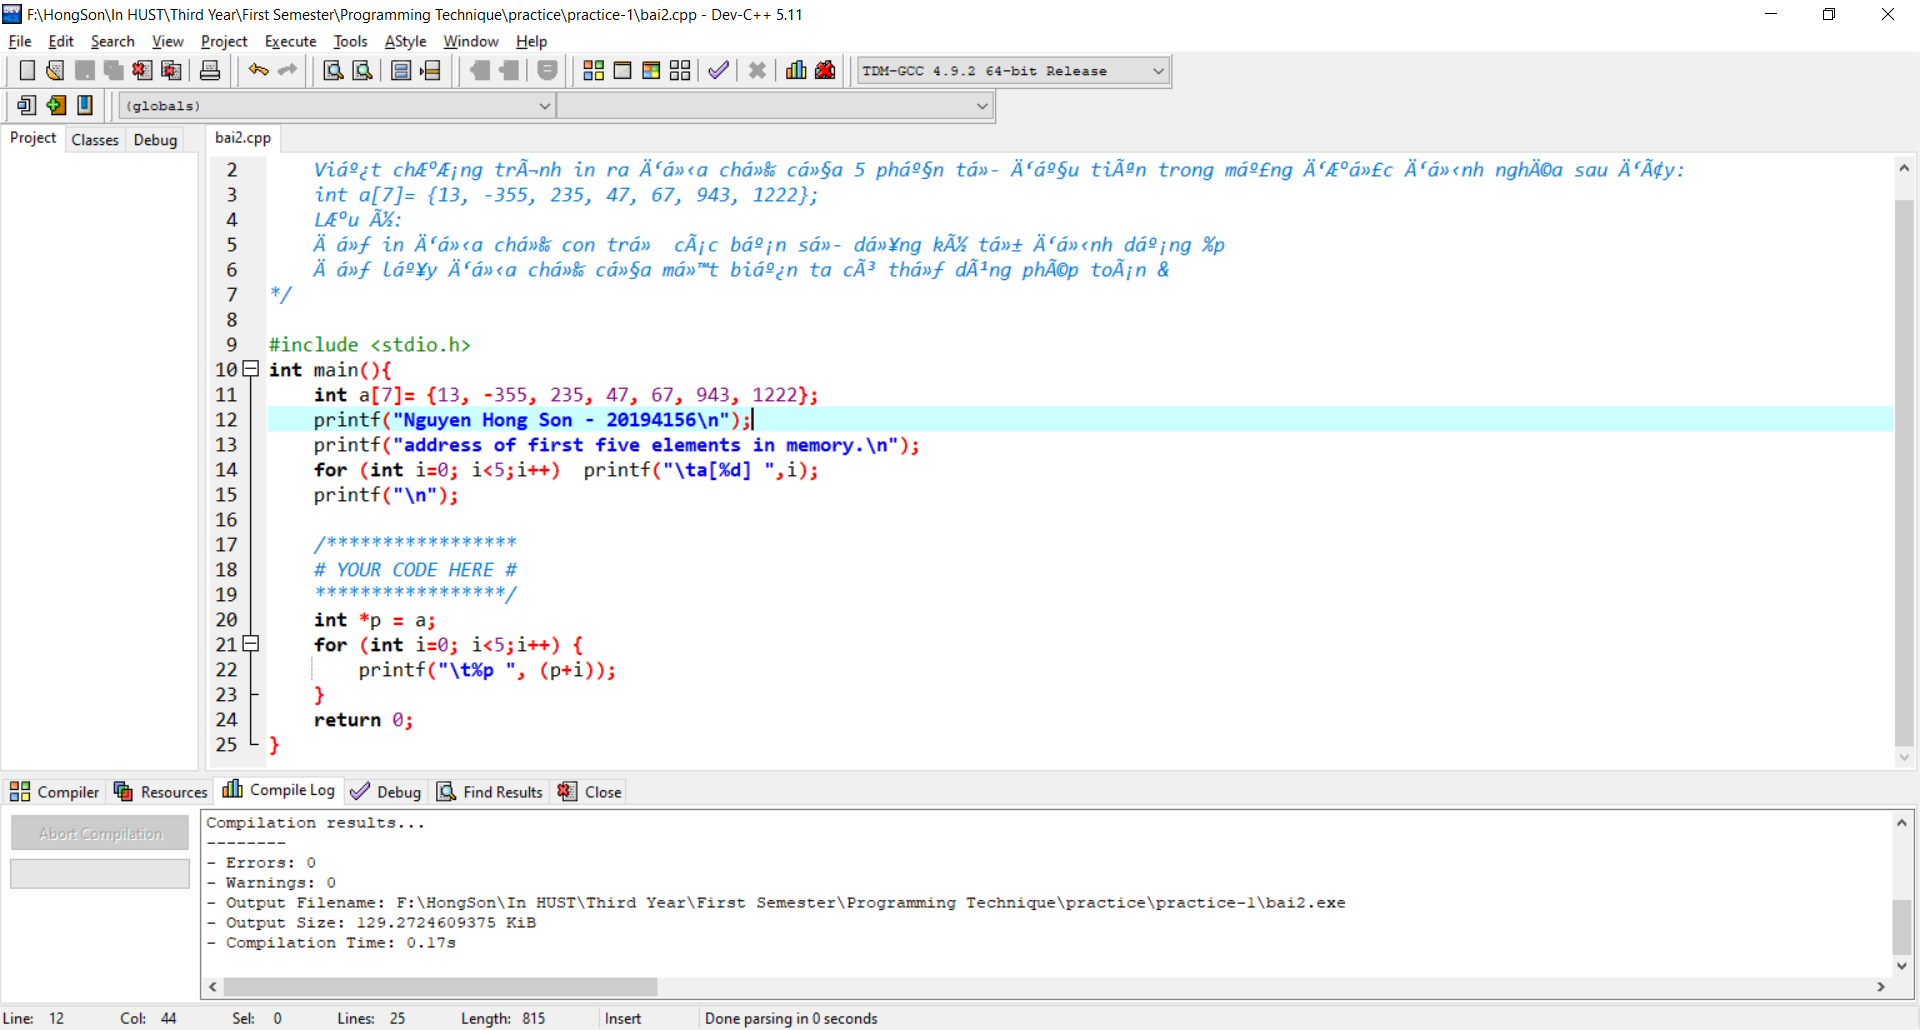 F:\HongSon\In HUST\Third Year\First Semester\Programming Technique\practice\practice-1\bai2.cpp - Dev-C++ 5.11
File Edit Search View Project Execute Tools AStyle Window Help
TDM-GCC 4.9.2 64-bit Release
(globals)
Project Classes Debug bai2.cpp
2 Viáº¿t chÆ°Æ¡ng trÃ¬nh in ra Ä‘á»‹a chá»‰ cá»§a 5 pháº§n tá»­ Ä‘áº§u tiÃªn trong máº£ng Ä‘Æ°á»£c Ä‘á»‹nh nghÄ©a sau Ä‘Ã¢y:
3 int a[7]= {13, -355, 235, 47, 67, 943, 1222};
4 LÆ°u Ã½:
5 Ä á»ƒ in Ä‘á»‹a chá»‰ con trá»  cÃ¡c báº¡n sá»­ dá»¥ng kÃ½ tá»± Ä‘á»‹nh dáº¡ng %p
6 Ä á»ƒ láº¥y Ä‘á»‹a chá»‰ cá»§a má»™t biáº¿n ta cÃ³ thá»ƒ dÃ¹ng phÃ©p toÃ¡n &
7 */
8
9 #include <stdio.h>
10 int main(){
11 int a[7]= {13, -355, 235, 47, 67, 943, 1222};
12 printf("Nguyen Hong Son - 20194156\n");
13 printf("address of first five elements in memory.\n");
14 for (int i=0; i<5;i++)  printf("\ta[%d] ",i);
15 printf("\n");
16
17 /*****************
18 # YOUR CODE HERE #
19 *****************/
20 int *p = a;
21 for (int i=0; i<5;i++) {
22 printf("\t%p ", (p+i));
23 }
24 return 0;
25 }
Compiler Resources Compile Log Debug Find Results Close
Abort Compilation
Compilation results...
--------
- Errors: 0
- Warnings: 0
- Output Filename: F:\HongSon\In HUST\Third Year\First Semester\Programming Technique\practice\practice-1\bai2.exe
- Output Size: 129.2724609375 KiB
- Compilation Time: 0.17s
Line: 12 Col: 44 Sel: 0 Lines: 25 Length: 815 Insert Done parsing in 0 seconds